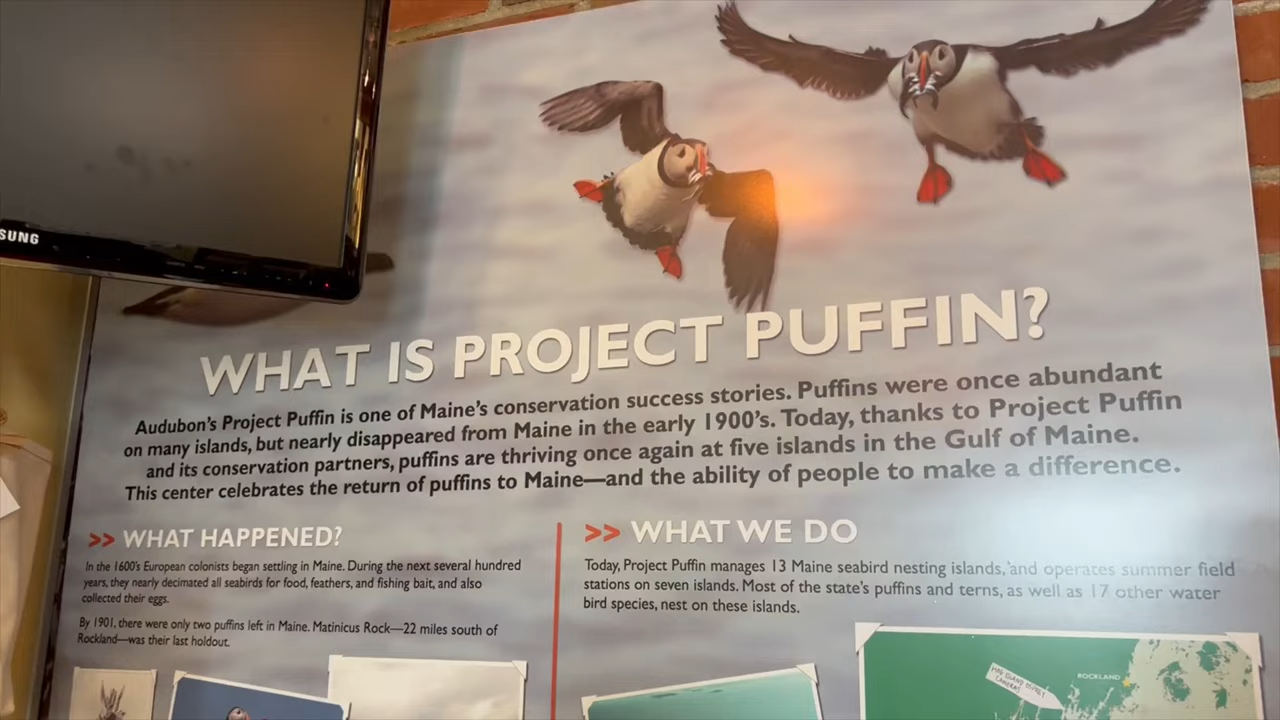 SUNG
WHAT IS PROJECT PUFFIN?
Audubon's Project Puffin is one of Maine's conservation success stories. Puffins were once abundant
on many islands, but nearly disappeared from Maine in the early 1900's. Today, thanks to Project Puffin
and its conservation partners, puffins are thriving once again at five islands in the Gulf of Maine.
This center celebrates the return of puffins to Maine—and the ability of people to make a difference.
>> WHAT HAPPENED?
In the 1600's European colonists began settling in Maine. During the next several hundred
years, they nearly decimated all seabirds for food, feathers, and fishing bait, and also
collected their eggs.
By 1901, there were only two puffins left in Maine. Matinicus Rock—22 miles south of
Rockland—was their last holdout.
>> WHAT WE DO
Today, Project Puffin manages 13 Maine seabird nesting islands, and operates summer field
stations on seven islands. Most of the state's puffins and terns, as well as 17 other water
bird species, nest on these islands.
HOG ISLAND OSPREY
CAMERAS
ROCKLAND